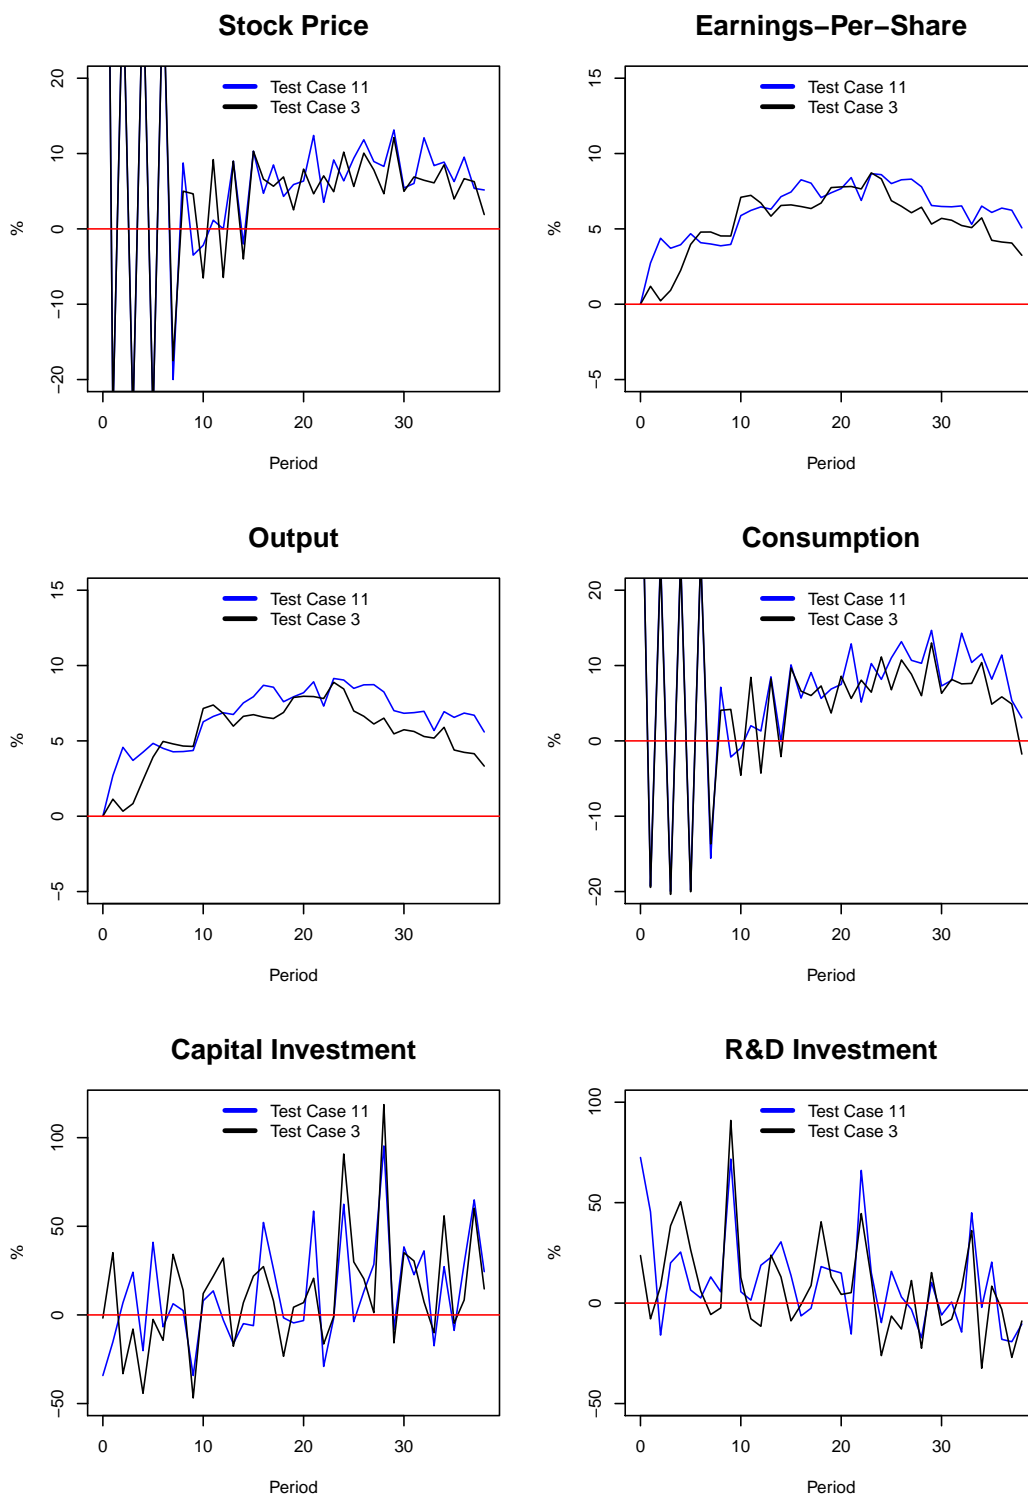 Stock Price
20
10
0
−10
−20
%
Test Case 11
Test Case 3
0
10
20
30
Period
Earnings−Per−Share
15
10
5
0
−5
%
Test Case 11
Test Case 3
0
10
20
30
Period
Output
15
10
5
0
−5
%
Test Case 11
Test Case 3
0
10
20
30
Period
Consumption
20
10
0
−10
−20
%
Test Case 11
Test Case 3
0
10
20
30
Period
Capital Investment
100
50
0
−50
%
Test Case 11
Test Case 3
0
10
20
30
Period
R&D Investment
100
50
0
−50
%
Test Case 11
Test Case 3
0
10
20
30
Period